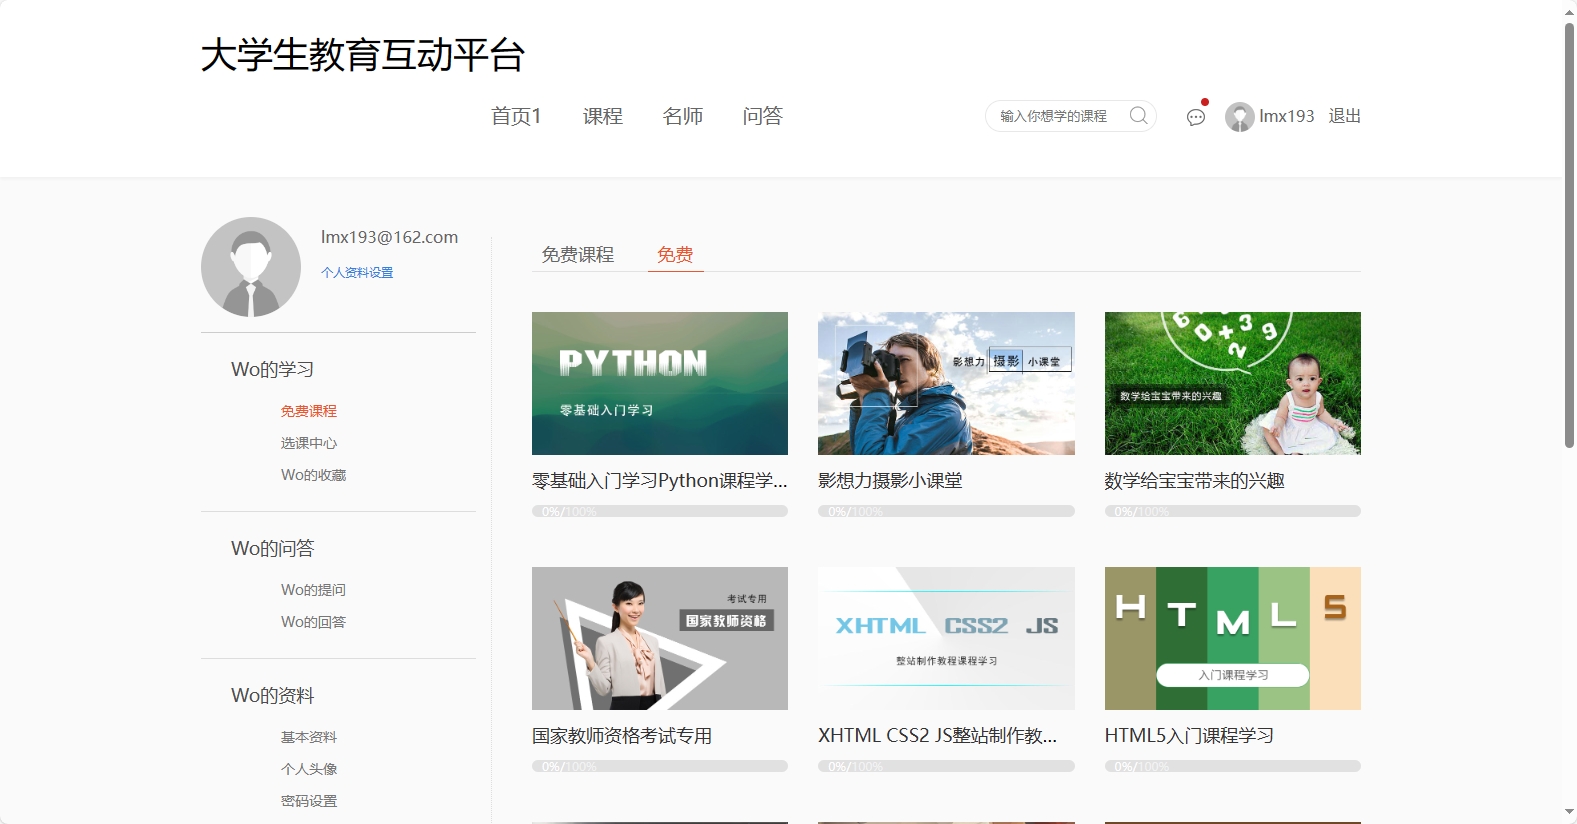 大学生教育互动平台
首页1 课程 名师 问答
输入你想学的课程
lmx193 退出
lmx193@162.com
个人资料设置
Wo的学习
免费课程
选课中心
Wo的收藏
Wo的问答
Wo的提问
Wo的回答
Wo的资料
基本资料
个人头像
密码设置
免费课程 免费
PYTHON
零基础入门学习
零基础入门学习Python课程学...
0%/100%
影想力 摄影 小课堂
影想力摄影小课堂
0%/100%
6 0 + 3 2 9
数学给宝宝带来的兴趣
数学给宝宝带来的兴趣
0%/100%
考试专用
国家教师资格
国家教师资格考试专用
0%/100%
XHTML CSS2 JS
整站制作教程课程学习
XHTML CSS2 JS整站制作教...
0%/100%
HTML5
入门课程学习
HTML5入门课程学习
0%/100%